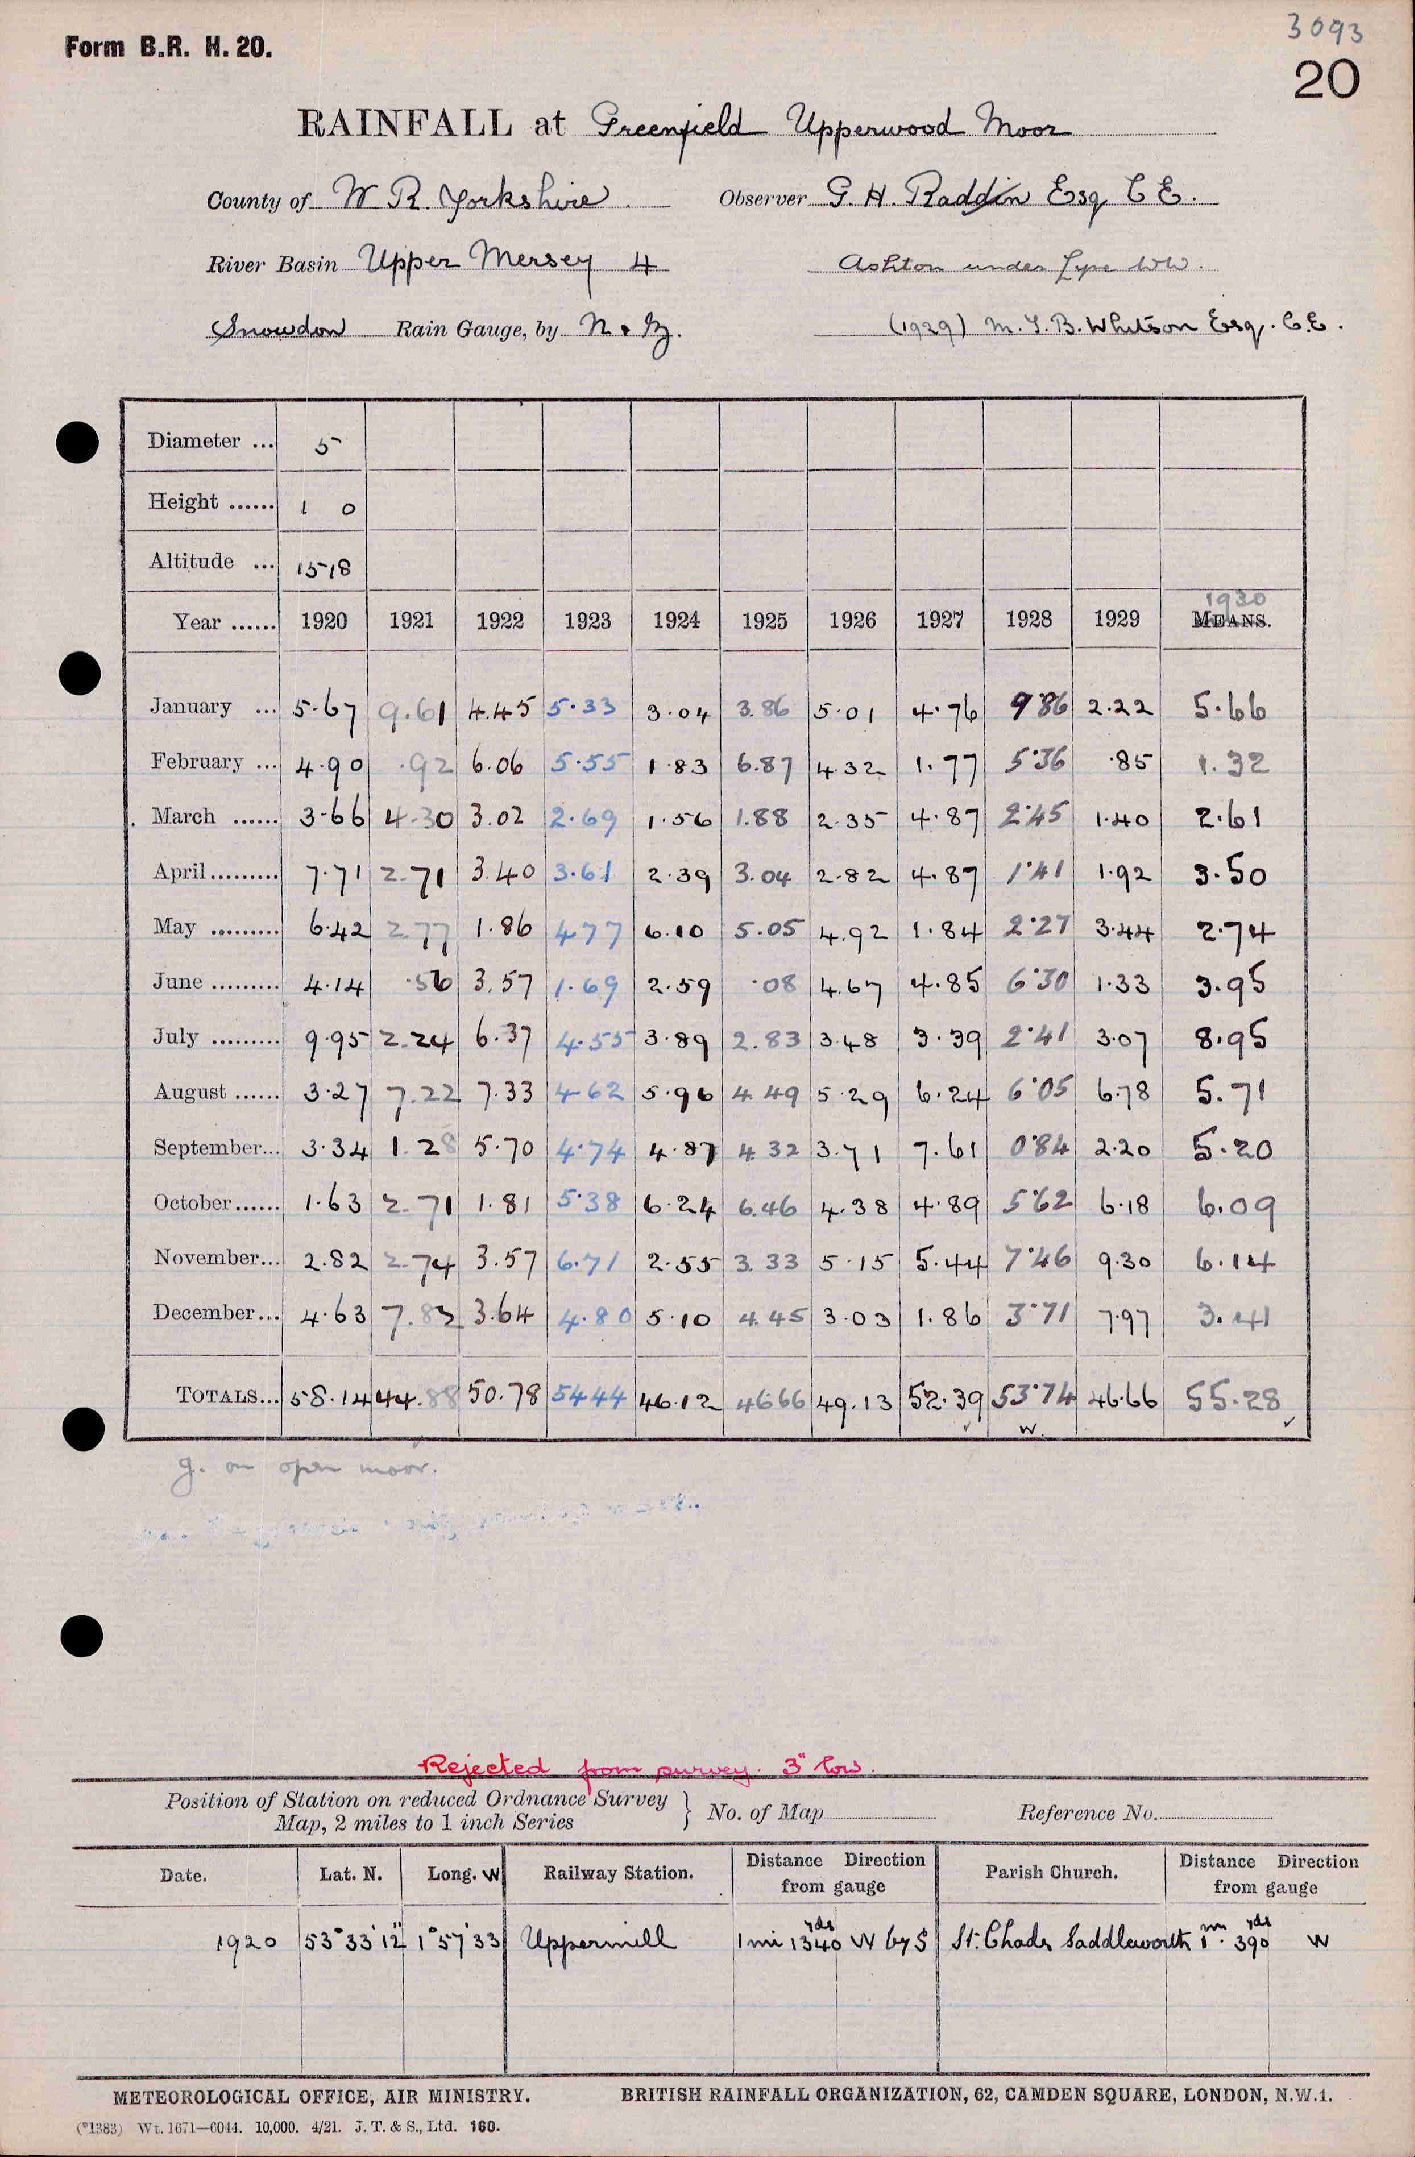 3093
Form B.R. H. 20.
20
RAINFALL at Greenfield Upperwood Moor
County of W R. Yorkshire Observer G. H. Raddin Esq C E.
River Basin Upper Mersey 4 Ashton under Lyne WW.
Snowdon Rain Gauge, by N & Z. (1929) M. T. B. Whitson Esq. C.E.
Diameter ... 5
Height ...... 1 0
Altitude ... 1518
1930
Year ...... 1920 1921 1922 1923 1924 1925 1926 1927 1928 1929 MEANS.
January ... 5.67 9.61 4.45 5.33 3.04 3.86 5.01 4.76 9.86 2.22 5.66
February ... 4.90 .92 6.06 5.55 1.83 6.87 4.32 1.77 5.36 .85 1.32
March ...... 3.66 4.30 3.02 2.69 1.56 1.88 2.35 4.87 2.45 1.40 2.61
April......... 7.71 2.71 3.40 3.61 2.39 3.04 2.82 4.87 1.41 1.92 3.50
May ......... 6.42 2.77 1.86 4.77 6.10 5.05 4.92 1.84 2.27 3.44 2.74
June ......... 4.14 .56 3.57 1.69 2.59 .08 4.67 4.85 6.30 1.33 3.95
July ......... 9.95 2.24 6.37 4.55 3.89 2.83 3.48 3.39 2.41 3.07 8.95
August ...... 3.27 7.22 7.33 4.62 5.96 4.49 5.29 6.24 6.05 6.78 5.71
September... 3.34 1.28 5.70 4.74 4.87 4.32 3.71 7.61 0.84 2.20 5.20
October...... 1.63 2.71 1.81 5.38 6.24 6.46 4.38 4.89 5.62 6.18 6.09
November... 2.82 2.74 3.57 6.71 2.55 3.33 5.15 5.44 7.46 9.30 6.14
December... 4.63 7.82 3.64 4.80 5.10 4.45 3.03 1.86 3.71 7.97 3.41
TOTALS... 58.14 44.88 50.78 54.44 46.12 46.66 49.13 52.39 53.74 46.66 55.28
W.
g. on open moor.
Rejected from survey. 3" low.
Position of Station on reduced Ordnance Survey Map, 2 miles to 1 inch Series } No. of Map Reference No.
Date. Lat. N. Long. W Railway Station. Distance Direction from gauge Parish Church. Distance Direction from gauge
1920 53° 33' 12" 1° 57' 33 Uppermill 1 mi 1340 yds W by S St. Chads Saddleworth 1 m. 390 yds W
METEOROLOGICAL OFFICE, AIR MINISTRY. BRITISH RAINFALL ORGANIZATION, 62, CAMDEN SQUARE, LONDON, N.W.1.
(*1383) Wt. 1671—6044. 10,000. 4/21. J. T. & S., Ltd. 160.